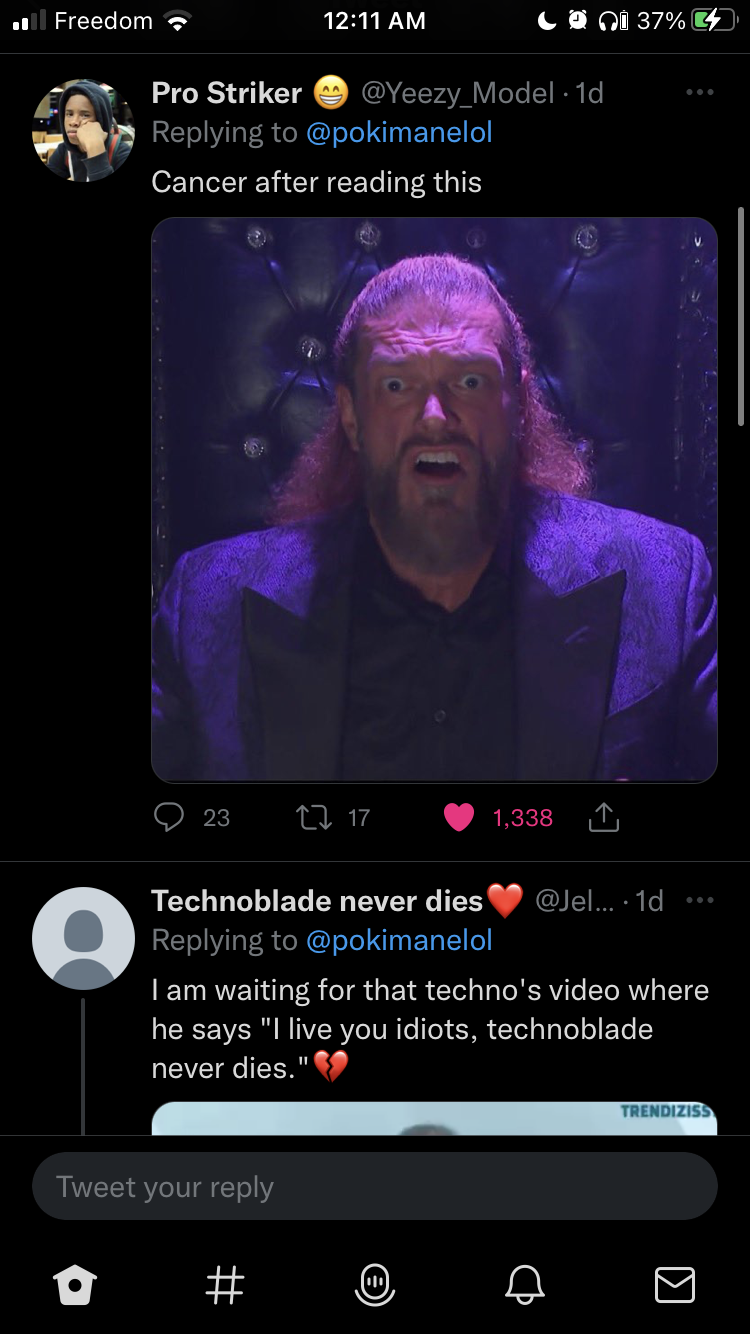 Freedom 12:11 AM 37%
Pro Striker 😁 @Yeezy_Model · 1d
Replying to @pokimanelol
Cancer after reading this
23 17 1,338
Technoblade never dies❤️ @Jel... · 1d
Replying to @pokimanelol
I am waiting for that techno's video where
he says "I live you idiots, technoblade
never dies."💔
TRENDIZISS
Tweet your reply